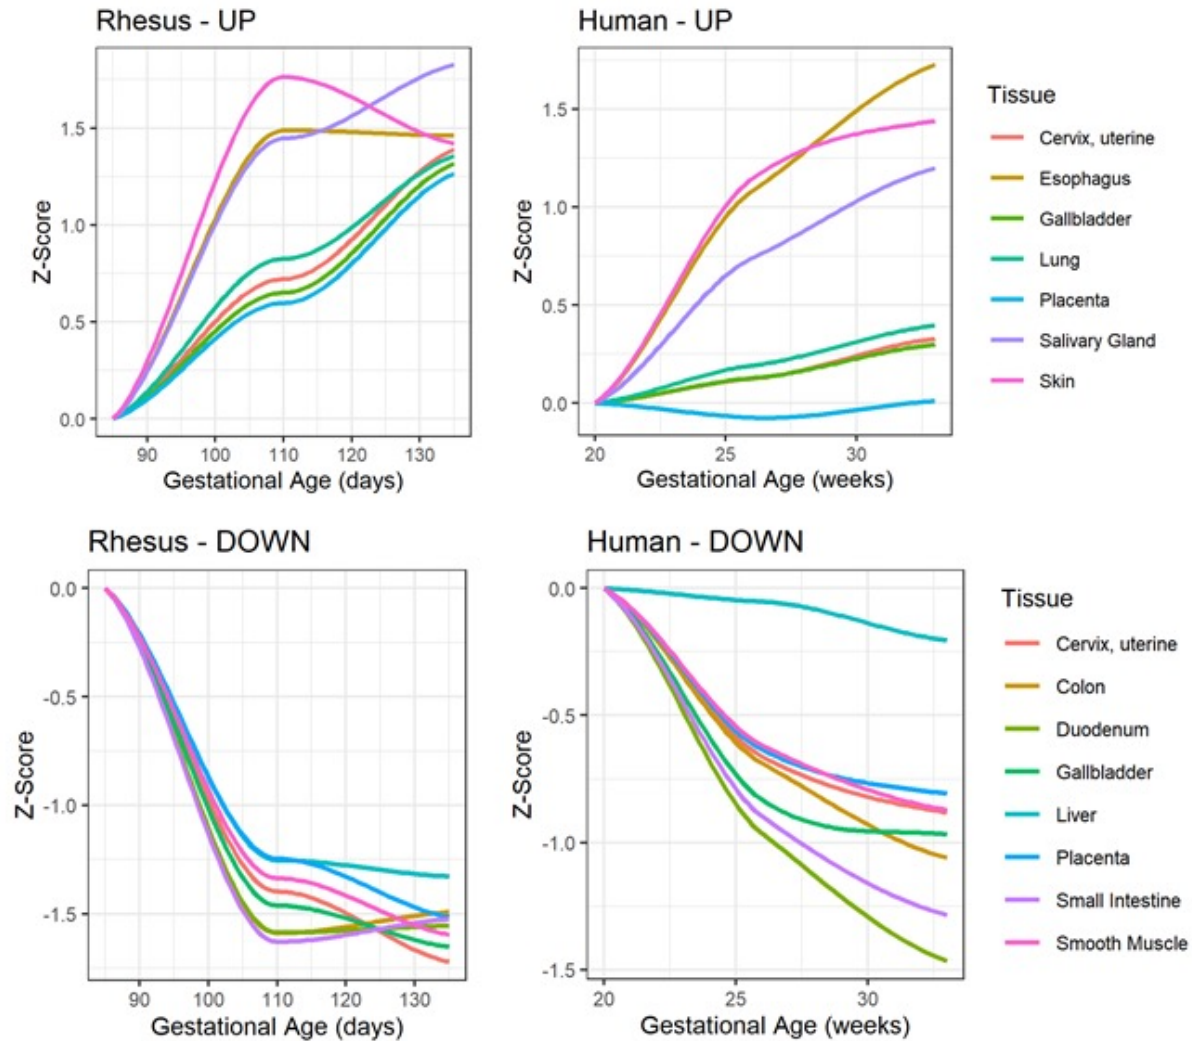 Rhesus - UP
Z-Score
1.5
1.0
0.5
0.0
90 100 110 120 130
Gestational Age (days)
Human - UP
Z-Score
1.5
1.0
0.5
0.0
20 25 30
Gestational Age (weeks)
Tissue
Cervix, uterine
Esophagus
Gallbladder
Lung
Placenta
Salivary Gland
Skin
Rhesus - DOWN
Z-Score
0.0
-0.5
-1.0
-1.5
90 100 110 120 130
Gestational Age (days)
Human - DOWN
Z-Score
0.0
-0.5
-1.0
-1.5
20 25 30
Gestational Age (weeks)
Tissue
Cervix, uterine
Colon
Duodenum
Gallbladder
Liver
Placenta
Small Intestine
Smooth Muscle